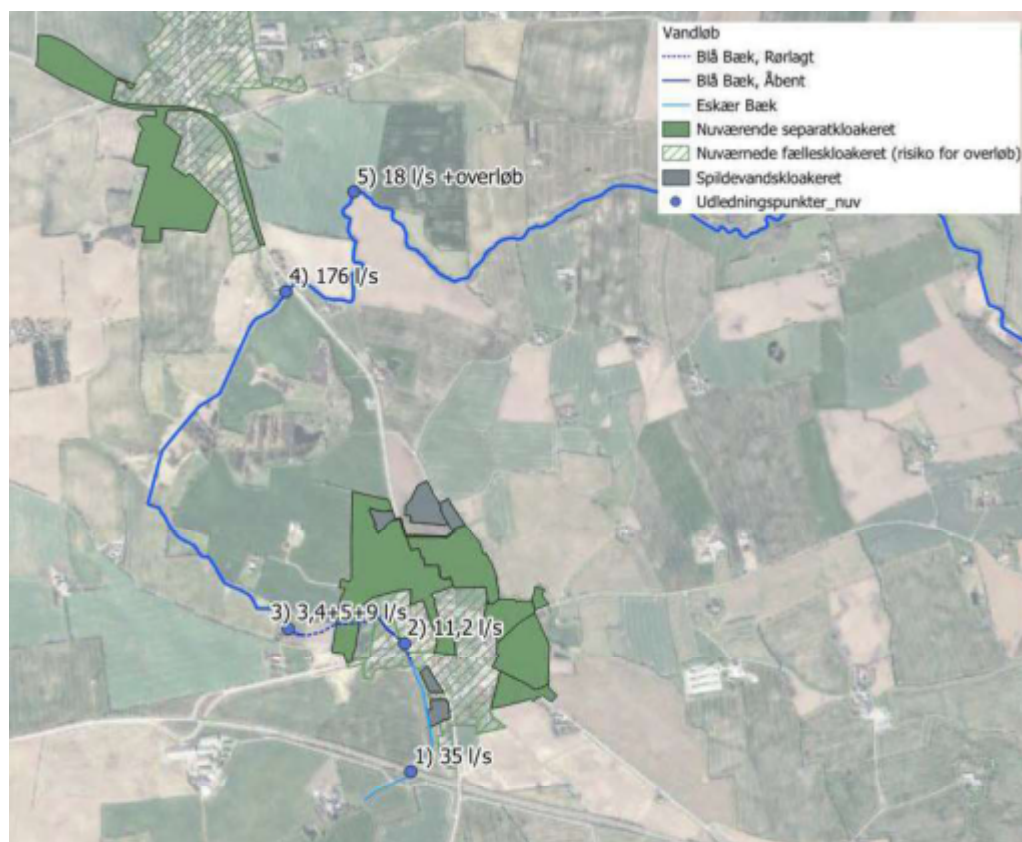 Vandløb
Blå Bæk, Rørlagt
Blå Bæk, Åbent
Eskær Bæk
Nuværende separatkloakeret
Nuværnede fælleskloakeret (risiko for overløb)
Spildevandskloakeret
Udledningspunkter_nuv
5) 18 l/s +overløb
4) 176 l/s
3) 3,4+5+9 l/s
2) 11,2 l/s
1) 35 l/s